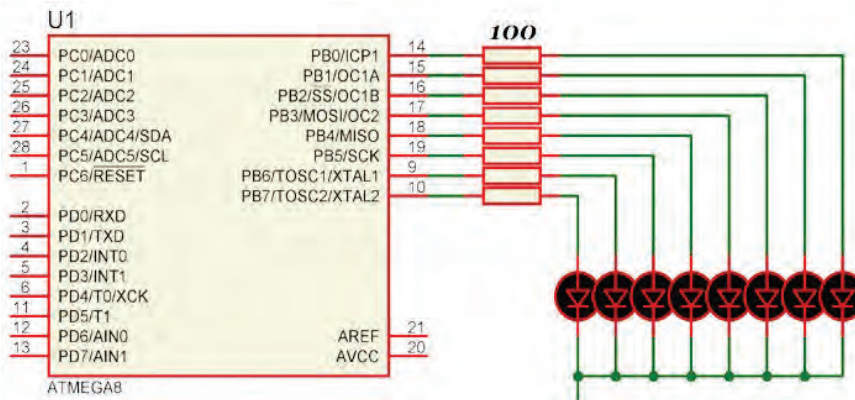 U1
100
23 PC0/ADC0 PB0/ICP1 14
24 PC1/ADC1 PB1/OC1A 15
25 PC2/ADC2 PB2/SS/OC1B 16
26 PC3/ADC3 PB3/MOSI/OC2 17
27 PC4/ADC4/SDA PB4/MISO 18
28 PC5/ADC5/SCL PB5/SCK 19
1 PC6/RESET PB6/TOSC1/XTAL1 9
PB7/TOSC2/XTAL2 10
2 PD0/RXD
3 PD1/TXD
4 PD2/INT0
5 PD3/INT1
6 PD4/T0/XCK
11 PD5/T1
12 PD6/AIN0 AREF 21
13 PD7/AIN1 AVCC 20
ATMEGA8